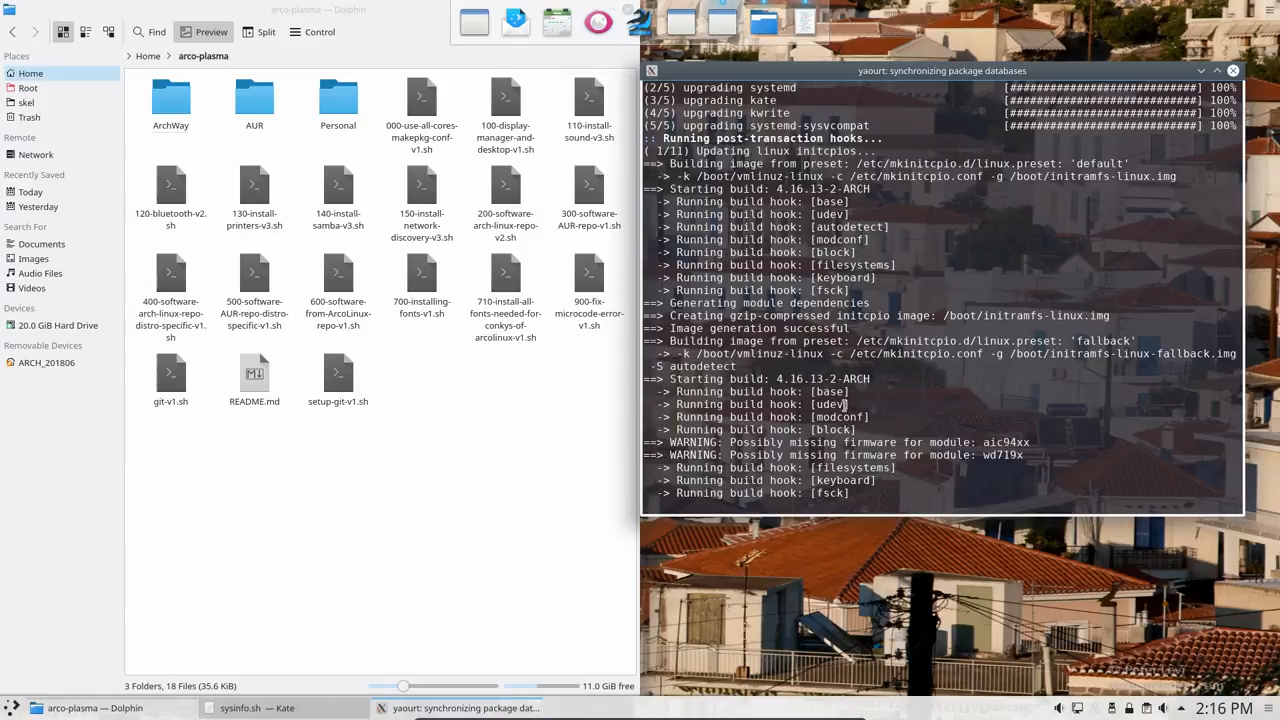 arco-plasma — Dolphin
Find
Preview
Split
Control
Home
arco-plasma
Places
Home
Root
skel
Trash
Remote
Network
Recently Saved
Today
Yesterday
Search For
Documents
Images
Audio Files
Videos
Devices
20.0 GiB Hard Drive
Removable Devices
ARCH_201806
ArchWay
AUR
Personal
000-use-all-cores-
makepkg-conf-
v1.sh
100-display-
manager-and-
desktop-v1.sh
110-install-
sound-v3.sh
120-bluetooth-v2.
sh
130-install-
printers-v3.sh
140-install-
samba-v3.sh
150-install-
network-
discovery-v3.sh
200-software-
arch-linux-repo-
v2.sh
300-software-
AUR-repo-v1.sh
400-software-
arch-linux-repo-
distro-specific-v1.
sh
500-software-
AUR-repo-distro-
specific-v1.sh
600-software-
from-ArcoLinux-
repo-v1.sh
700-installing-
fonts-v1.sh
710-install-all-
fonts-needed-for-
conkys-of-
arcolinux-v1.sh
900-fix-
microcode-error-
v1.sh
git-v1.sh
README.md
setup-git-v1.sh
3 Folders, 18 Files (35.6 KiB)
11.0 GiB free
yaourt: synchronizing package databases
(2/5) upgrading systemd [############################] 100%
(3/5) upgrading kate [############################] 100%
(4/5) upgrading kwrite [############################] 100%
(5/5) upgrading systemd-sysvcompat [############################] 100%
:: Running post-transaction hooks...
( 1/11) Updating linux initcpios...
==> Building image from preset: /etc/mkinitcpio.d/linux.preset: 'default'
-> -k /boot/vmlinuz-linux -c /etc/mkinitcpio.conf -g /boot/initramfs-linux.img
==> Starting build: 4.16.13-2-ARCH
-> Running build hook: [base]
-> Running build hook: [udev]
-> Running build hook: [autodetect]
-> Running build hook: [modconf]
-> Running build hook: [block]
-> Running build hook: [filesystems]
-> Running build hook: [keyboard]
-> Running build hook: [fsck]
==> Generating module dependencies
==> Creating gzip-compressed initcpio image: /boot/initramfs-linux.img
==> Image generation successful
==> Building image from preset: /etc/mkinitcpio.d/linux.preset: 'fallback'
-> -k /boot/vmlinuz-linux -c /etc/mkinitcpio.conf -g /boot/initramfs-linux-fallback.img
-S autodetect
==> Starting build: 4.16.13-2-ARCH
-> Running build hook: [base]
-> Running build hook: [udev]
-> Running build hook: [modconf]
-> Running build hook: [block]
==> WARNING: Possibly missing firmware for module: aic94xx
==> WARNING: Possibly missing firmware for module: wd719x
-> Running build hook: [filesystems]
-> Running build hook: [keyboard]
-> Running build hook: [fsck]
arco-plasma — Dolphin
sysinfo.sh — Kate
yaourt: synchronizing package dat...
2:16 PM